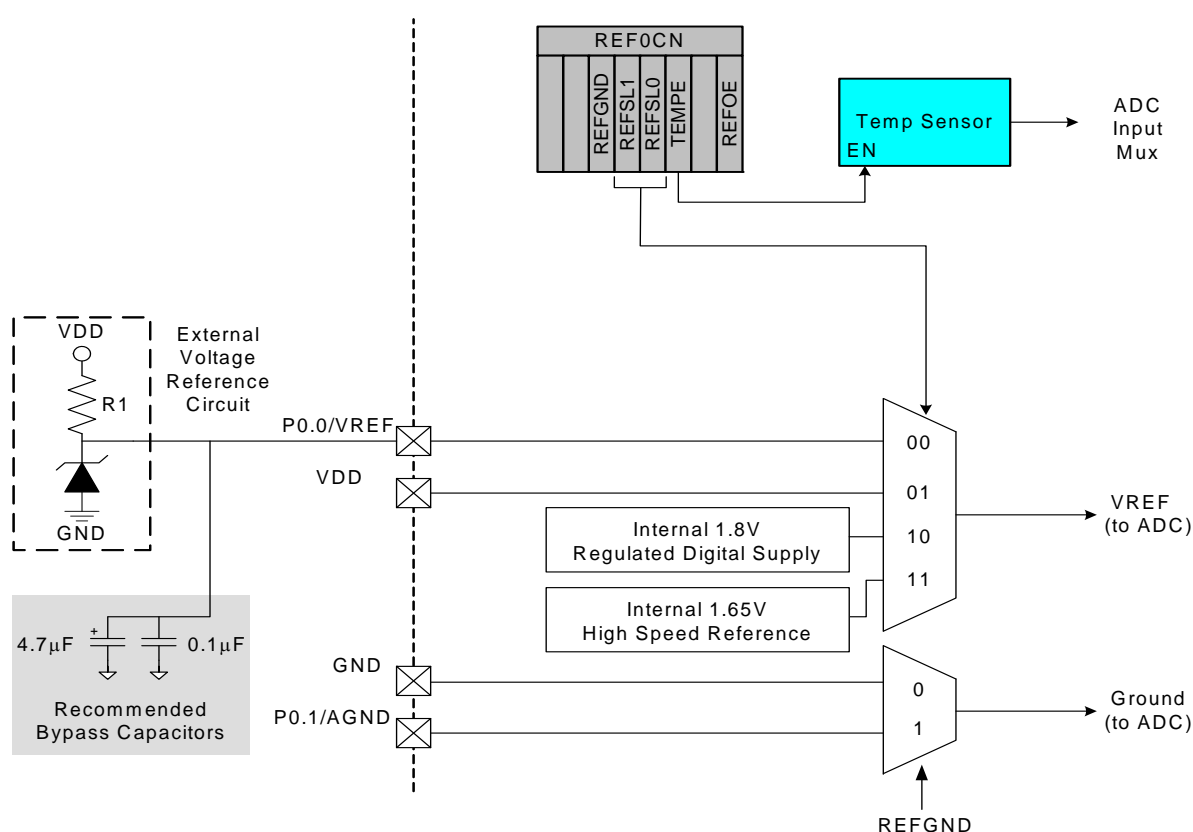 REF0CN
REFGND
REFSL1
REFSL0
TEMPE
REFOE
Temp Sensor
EN
ADC
Input
Mux
VDD
R1
GND
External
Voltage
Reference
Circuit
P0.0/VREF
VDD
00
01
10
11
Internal 1.8V
Regulated Digital Supply
Internal 1.65V
High Speed Reference
VREF
(to ADC)
4.7µF
+
0.1µF
Recommended
Bypass Capacitors
GND
P0.1/AGND
0
1
Ground
(to ADC)
REFGND